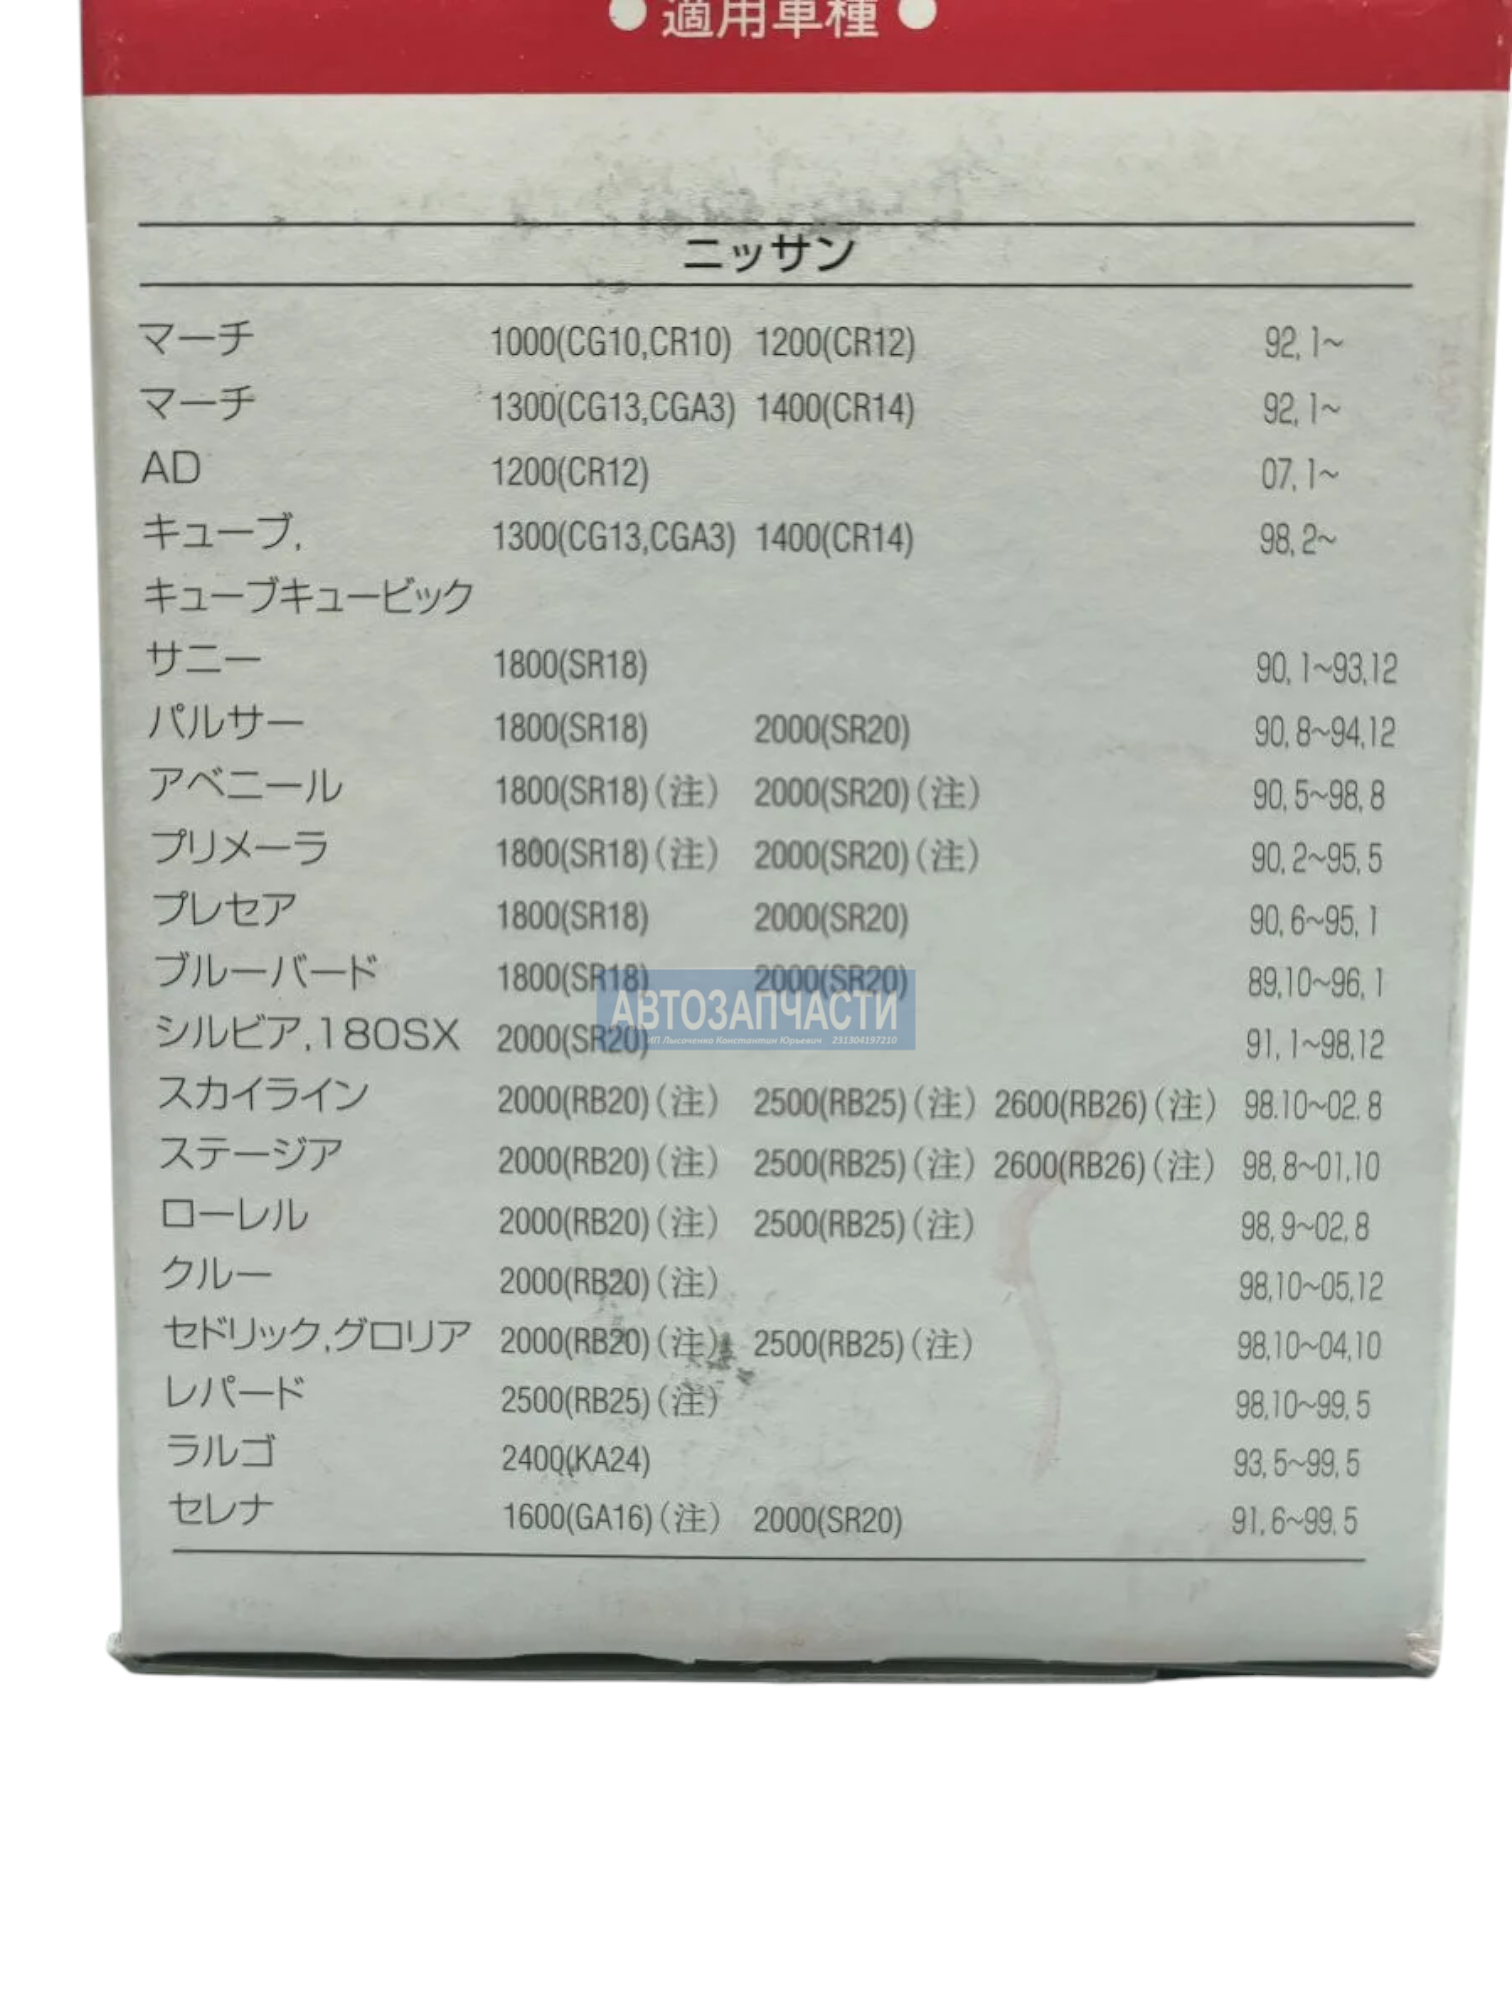 ● 適用車種 ●
ニッサン
マーチ 1000(CG10,CR10) 1200(CR12) 92, 1~
マーチ 1300(CG13,CGA3) 1400(CR14) 92, 1~
AD 1200(CR12) 07, 1~
キューブ, 1300(CG13,CGA3) 1400(CR14) 98, 2~
キューブキュービック
サニー 1800(SR18) 90, 1~93,12
パルサー 1800(SR18) 2000(SR20) 90, 8~94,12
アベニール 1800(SR18)(注) 2000(SR20)(注) 90, 5~98, 8
プリメーラ 1800(SR18)(注) 2000(SR20)(注) 90, 2~95, 5
プレセア 1800(SR18) 2000(SR20) 90, 6~95, 1
ブルーバード 1800(SR18) 2000(SR20) 89,10~96, 1
АВТОЗАПЧАСТИ
ИП Лысоченко Константин Юрьевич 231304197210
シルビア,180SX 2000(SR20) 91, 1~98,12
スカイライン 2000(RB20)(注) 2500(RB25)(注) 2600(RB26)(注) 98.10~02. 8
ステージア 2000(RB20)(注) 2500(RB25)(注) 2600(RB26)(注) 98, 8~01,10
ローレル 2000(RB20)(注) 2500(RB25)(注) 98, 9~02, 8
クルー 2000(RB20)(注) 98,10~05,12
セドリック,グロリア 2000(RB20)(注) 2500(RB25)(注) 98,10~04,10
レパード 2500(RB25)(注) 98,10~99, 5
ラルゴ 2400(KA24) 93, 5~99, 5
セレナ 1600(GA16)(注) 2000(SR20) 91, 6~99, 5